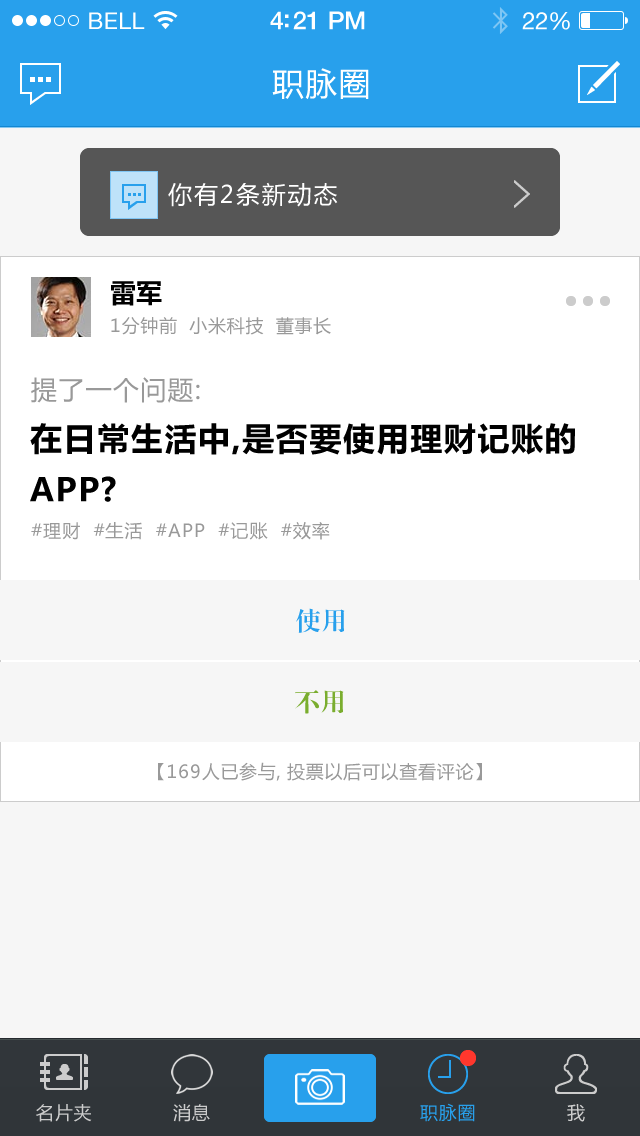 BELL 4:21 PM 22%
职脉圈
你有2条新动态
雷军
1分钟前 小米科技 董事长
提了一个问题:
在日常生活中,是否要使用理财记账的
APP?
#理财 #生活 #APP #记账 #效率
使用
不用
【169人已参与, 投票以后可以查看评论】
名片夹 消息 职脉圈 我